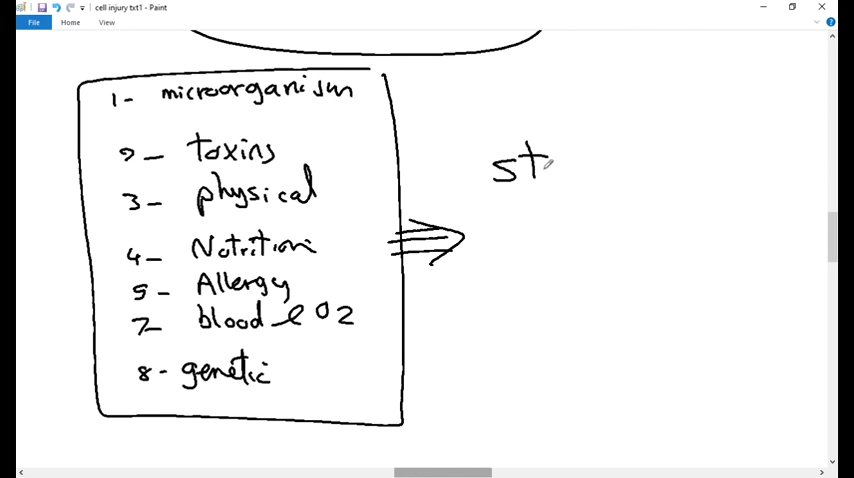 cell injury txt1 - Paint
File Home View
1- microorganism
2- toxins
3- physical
4- Nutrition
5- Allergy
7- blood e O2
8- genetic
st